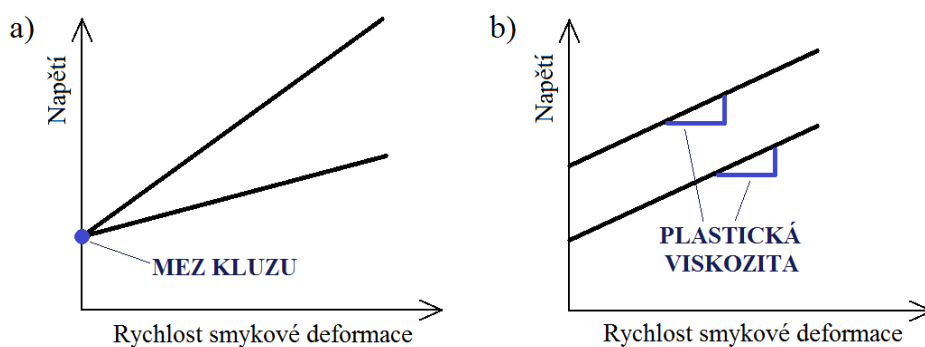 a)
Napětí
MEZ KLUZU
Rychlost smykové deformace
b)
Napětí
PLASTICKÁ
VISKOZITA
Rychlost smykové deformace